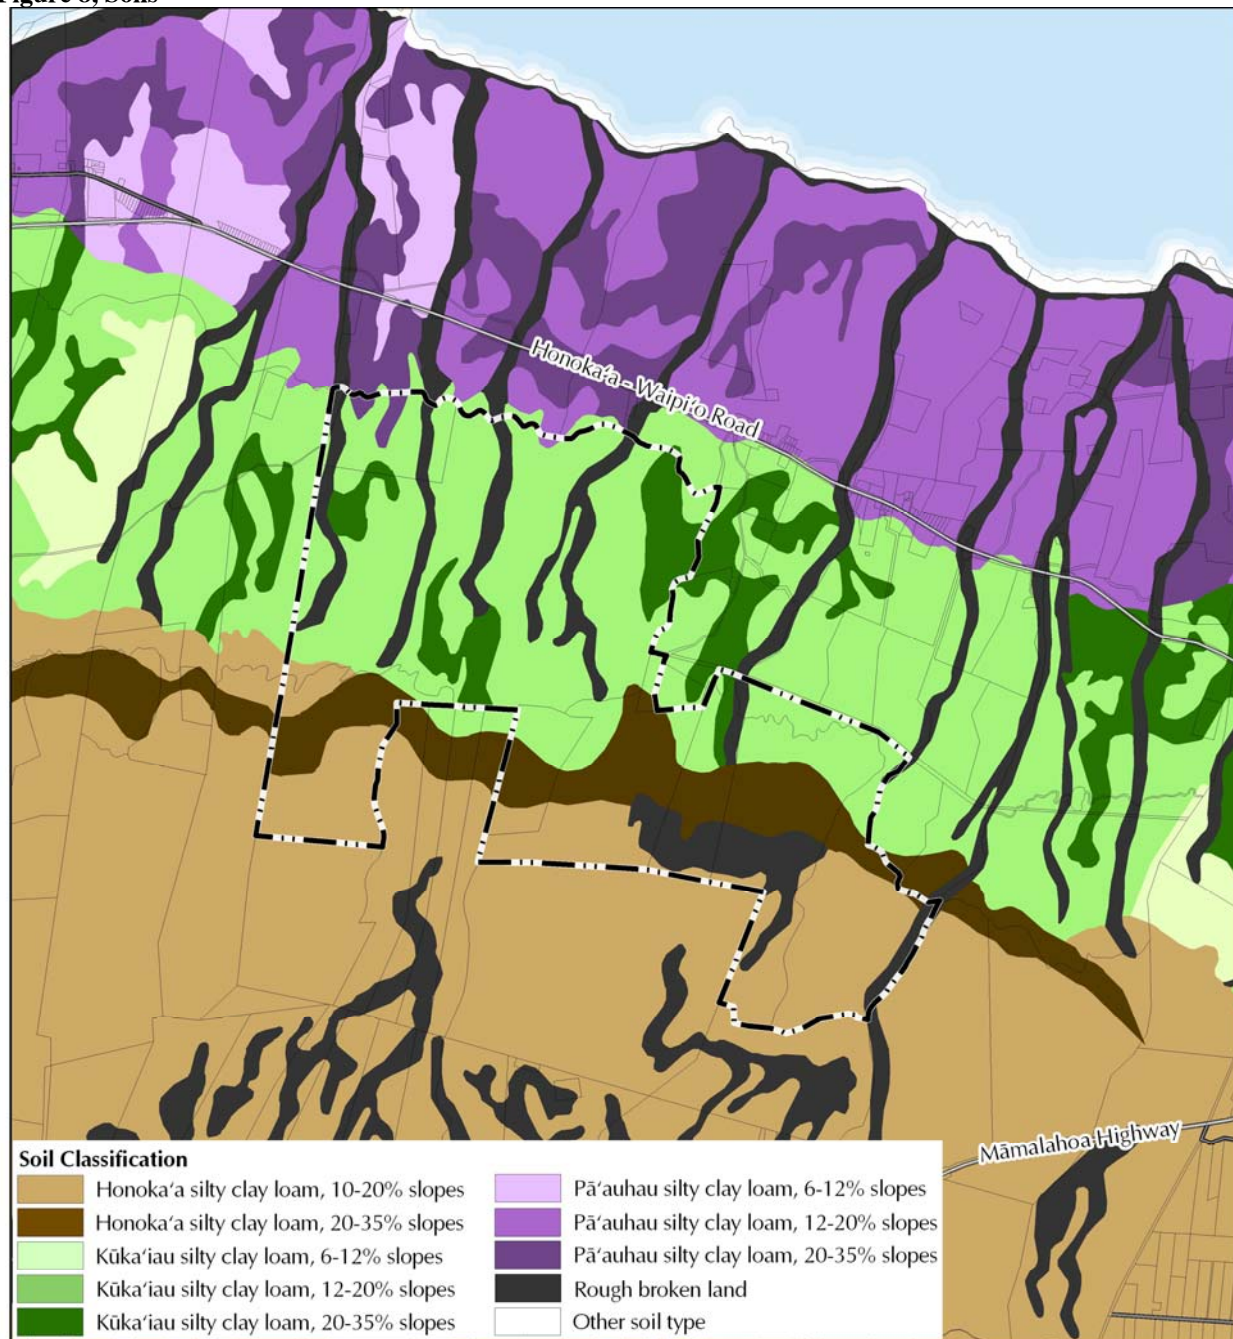 Figure 8, Soils
Honoka‘a - Waipi‘o Road
Māmalahoa Highway
Soil Classification
Honoka‘a silty clay loam, 10-20% slopes
Honoka‘a silty clay loam, 20-35% slopes
Kūka‘iau silty clay loam, 6-12% slopes
Kūka‘iau silty clay loam, 12-20% slopes
Kūka‘iau silty clay loam, 20-35% slopes
Pā‘auhau silty clay loam, 6-12% slopes
Pā‘auhau silty clay loam, 12-20% slopes
Pā‘auhau silty clay loam, 20-35% slopes
Rough broken land
Other soil type